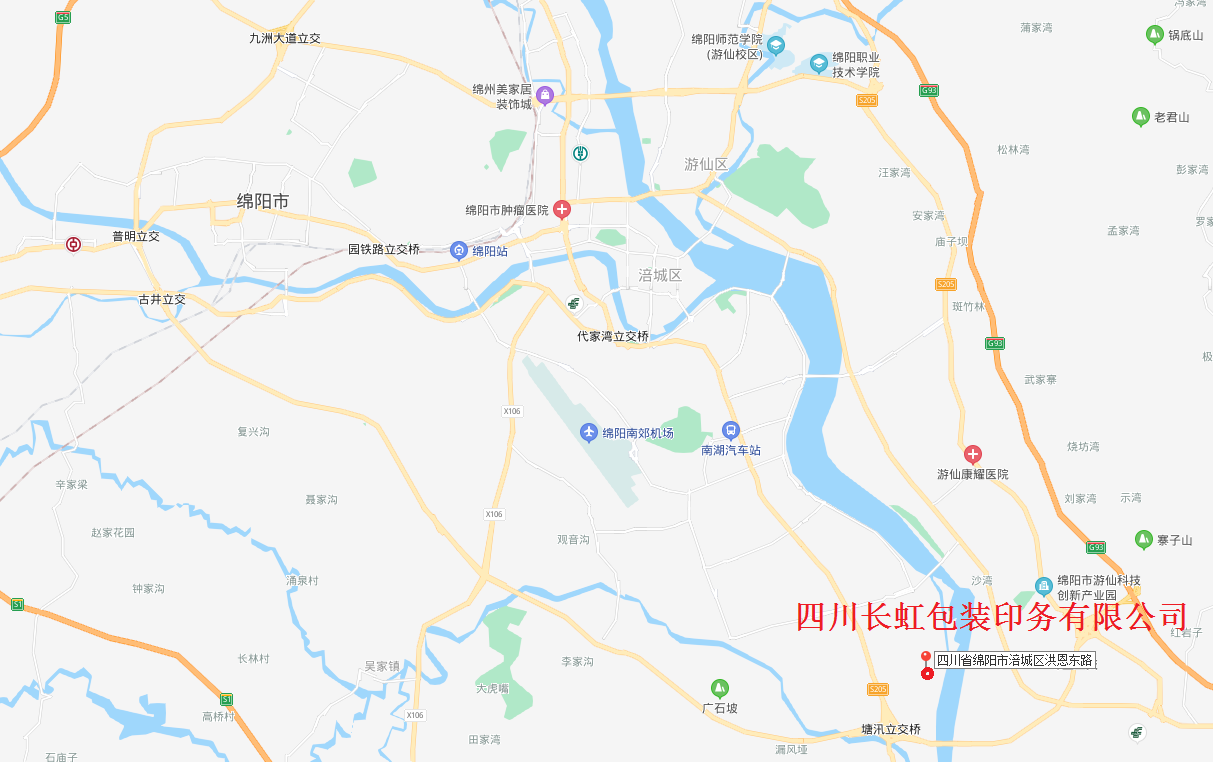 G5
冯家湾
九洲大道立交
蒲家湾
锅底山
绵阳师范学院
(游仙校区)
绵阳职业
技术学院
绵州美家居
装饰城
S205
G93
老君山
松林湾
游仙区
汪家湾
彭家湾
绵阳市
绵阳市肿瘤医院
安家湾
罗家
孟家湾
普明立交
园铁路立交桥
绵阳站
庙子坝
涪城区
S205
古井立交
斑竹林
代家湾立交桥
G93
极
武家寨
X106
复兴沟
绵阳南郊机场
南湖汽车站
烧坊湾
游仙康耀医院
辛家梁
聂家沟
刘家湾
示湾
X106
赵家花园
观音沟
寨子山
G93
沙湾
涌泉村
钟家沟
绵阳市游仙科技
创新产业园
S1
四川长虹包装印务有限公司
红岩子
长林村
吴家镇
李家沟
四川省绵阳市涪城区洪恩东路
大虎嘴
S205
S1
广石坡
高桥村
X106
塘汛立交桥
田家湾
漏风垭
石庙子